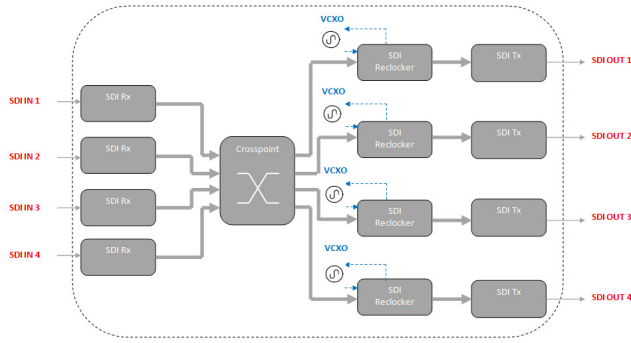 VCXO
SDI
Reclocker
SDI Tx
SDI OUT 1
SDI IN 1
SDI Rx
VCXO
SDI
Reclocker
SDI Tx
SDI OUT 2
SDI IN 2
SDI Rx
Crosspoint
VCXO
SDI IN 3
SDI Rx
SDI
Reclocker
SDI Tx
SDI OUT 3
SDI IN 4
SDI Rx
VCXO
SDI
Reclocker
SDI Tx
SDI OUT 4